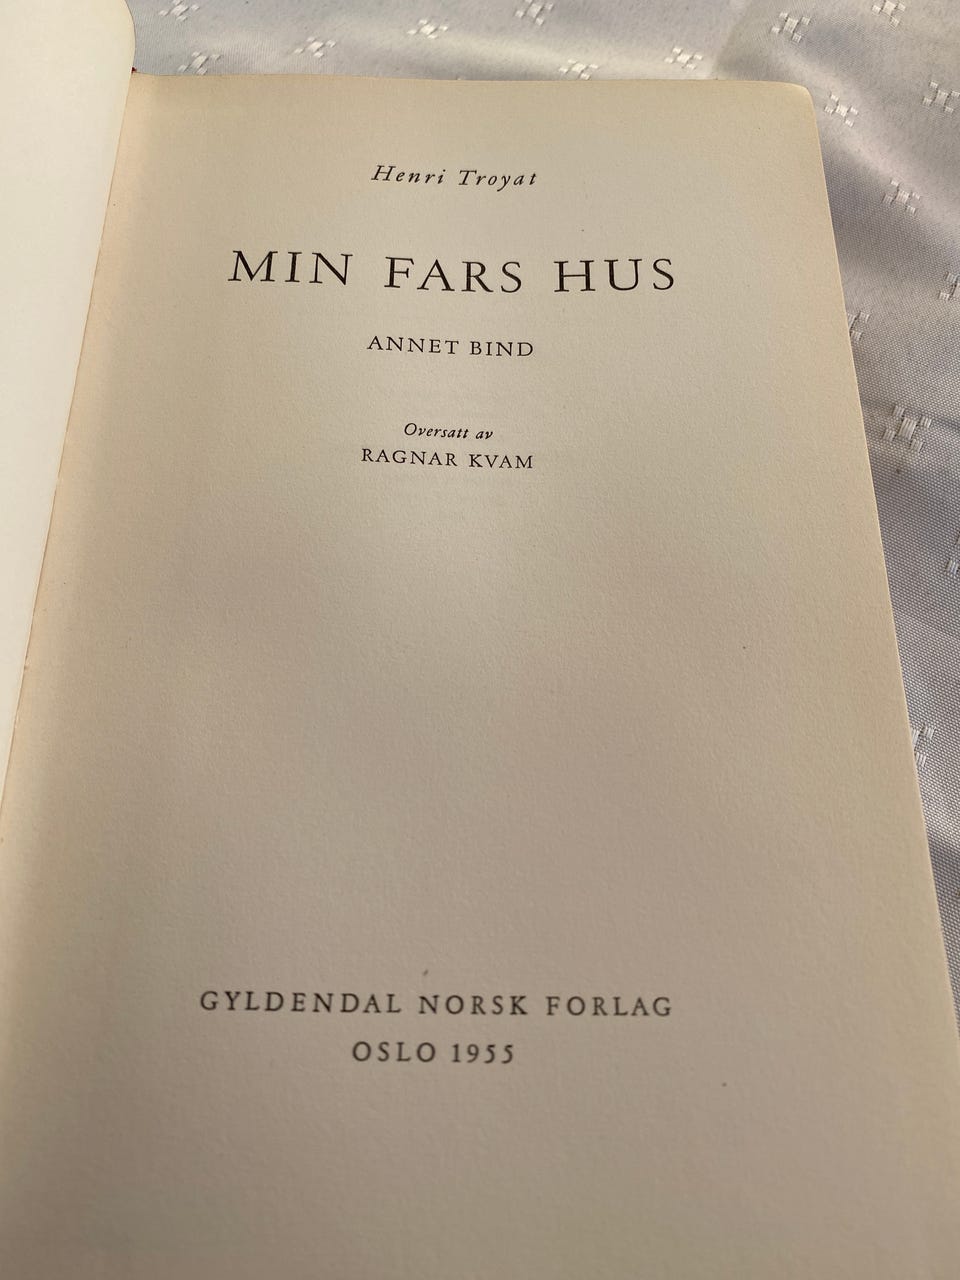 Henri Troyat
MIN FARS HUS
ANNET BIND
Oversatt av
RAGNAR KVAM
GYLDENDAL NORSK FORLAG
OSLO 1955